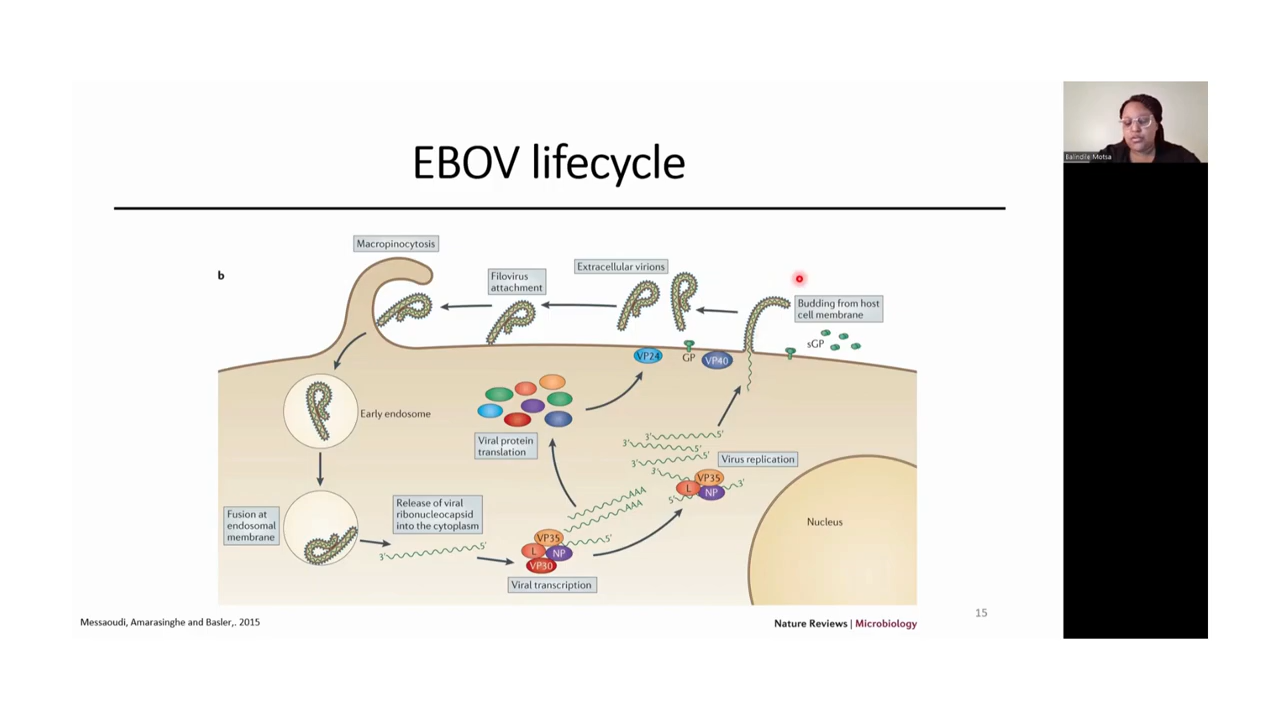 EBOV lifecycle
Macropinocytosis
b
Filovirus
attachment
Extracellular virions
Budding from host
cell membrane
sGP
VP24
GP
VP40
Early endosome
Viral protein
translation
3' 5'
3' 5'
3' 5'
3'
Virus replication
VP35
L
NP
3'
5'
Fusion at
endosomal
membrane
Release of viral
ribonucleocapsid
into the cytoplasm
3' 5'
AAA
AAA
5'
VP35
L
NP
VP30
Viral transcription
Nucleus
Messaoudi, Amarasinghe and Basler,. 2015
Nature Reviews | Microbiology
15